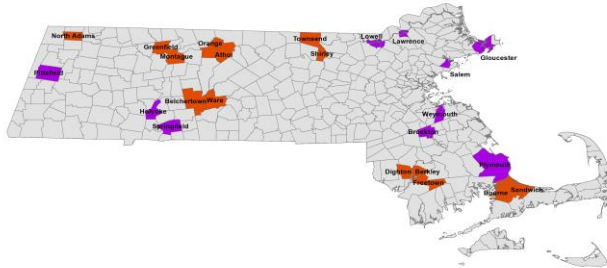 North Adams
Greenfield
Montague
Orange
Athol
Townsend
Shirley
Lowell
Lawrence
Gloucester
Salem
Pittsfield
Belchertown
Ware
Holyoke
Springfield
Weymouth
Brockton
Plymouth
Dighton
Berkley
Freetown
Bourne
Sandwich